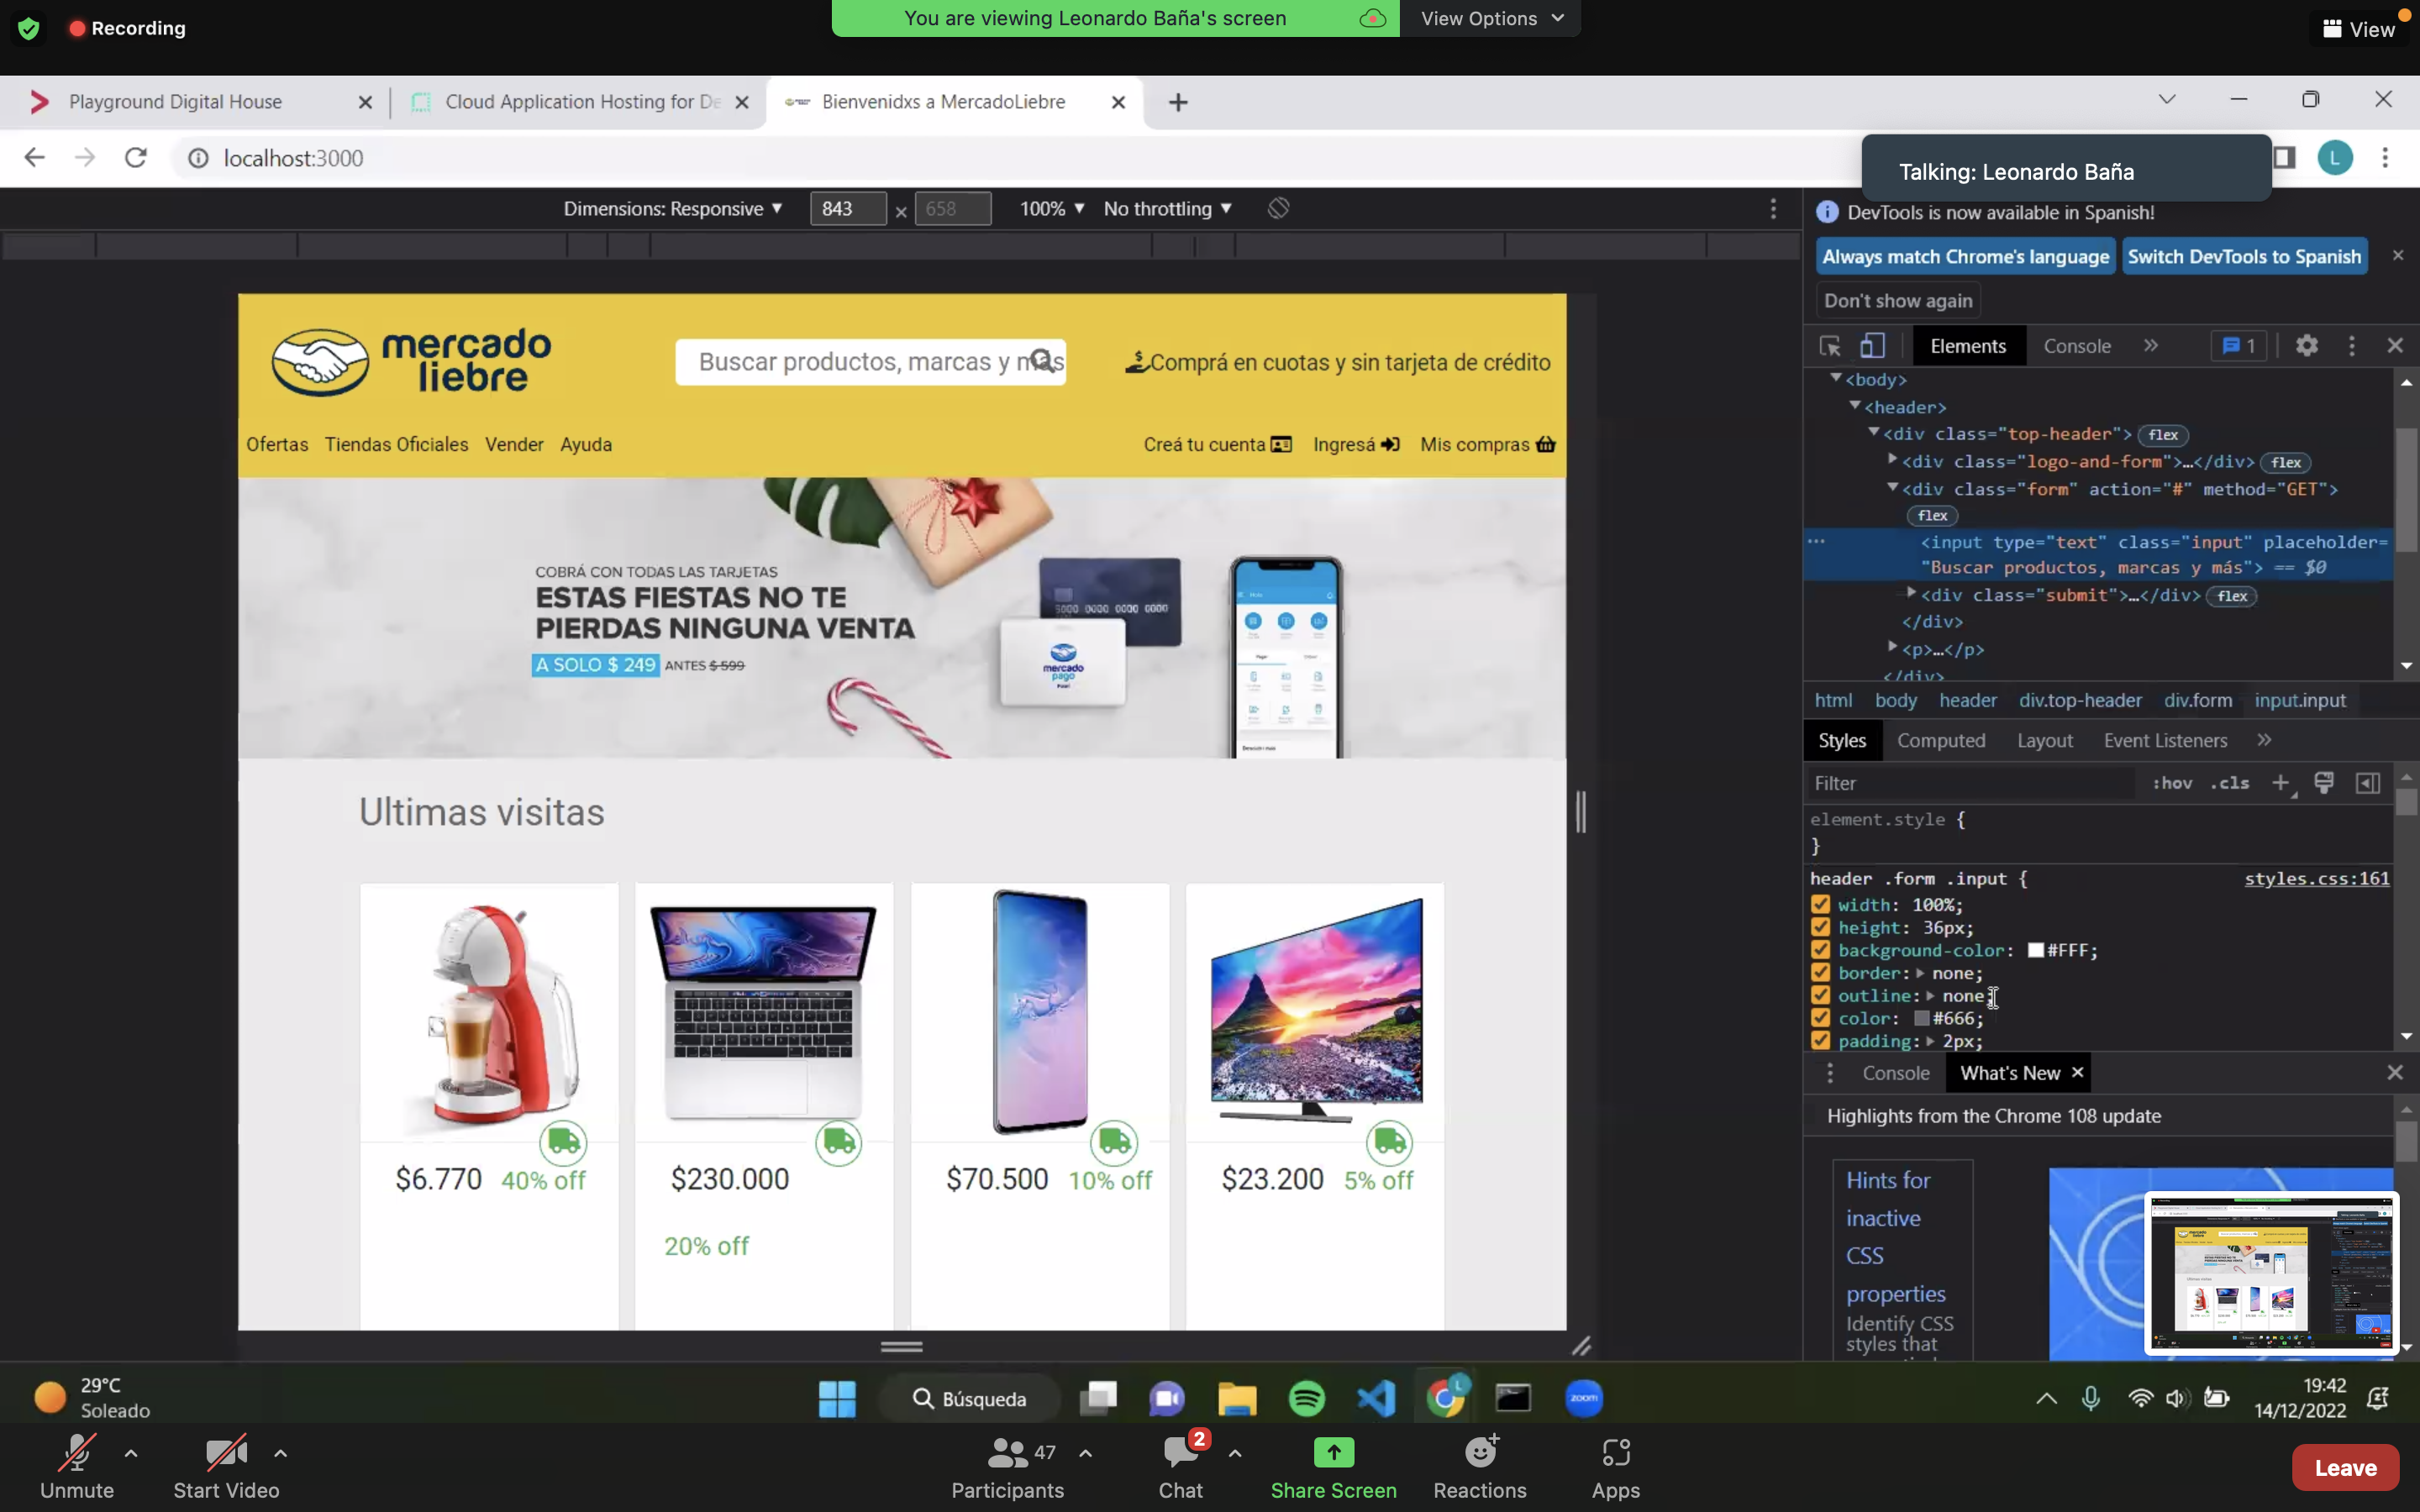 Recording
You are viewing Leonardo Baña's screen
View Options
View
Playground Digital House
Cloud Application Hosting for De
Bienvenidxs a MercadoLiebre
localhost:3000
Talking: Leonardo Baña
L
Dimensions: Responsive
843 × 658
100%
No throttling
DevTools is now available in Spanish!
Always match Chrome's language
Switch DevTools to Spanish
Don't show again
mercado
liebre
Buscar productos, marcas y más
Comprá en cuotas y sin tarjeta de crédito
Ofertas Tiendas Oficiales Vender Ayuda
Creá tu cuenta Ingresá Mis compras
COBRÁ CON TODAS LAS TARJETAS
ESTAS FIESTAS NO TE
PIERDAS NINGUNA VENTA
A SOLO $ 249 ANTES $ 599
5000 0000 0000 0000
mercado
pago
Ultimas visitas
$6.770 40% off
$230.000
20% off
$70.500 10% off
$23.200 5% off
Elements Console » 1
<body>
<header>
<div class="top-header"> flex
<div class="logo-and-form">…</div> flex
<div class="form" action="#" method="GET">
flex
<input type="text" class="input" placeholder=
"Buscar productos, marcas y más"> == $0
<div class="submit">…</div> flex
</div>
<p>…</p>
</div>
html body header div.top-header div.form input.input
Styles Computed Layout Event Listeners »
Filter :hov .cls +
element.style {
}
header .form .input { styles.css:161
width: 100%;
height: 36px;
background-color: #FFF;
border: none;
outline: none;
color: #666;
padding: 2px;
Console What's New
Highlights from the Chrome 108 update
Hints for
inactive
CSS
properties
Identify CSS
styles that
29°C
Soleado
Búsqueda
L
zoom
19:42
14/12/2022
Unmute
Start Video
47
Participants
2
Chat
Share Screen
Reactions
Apps
Leave